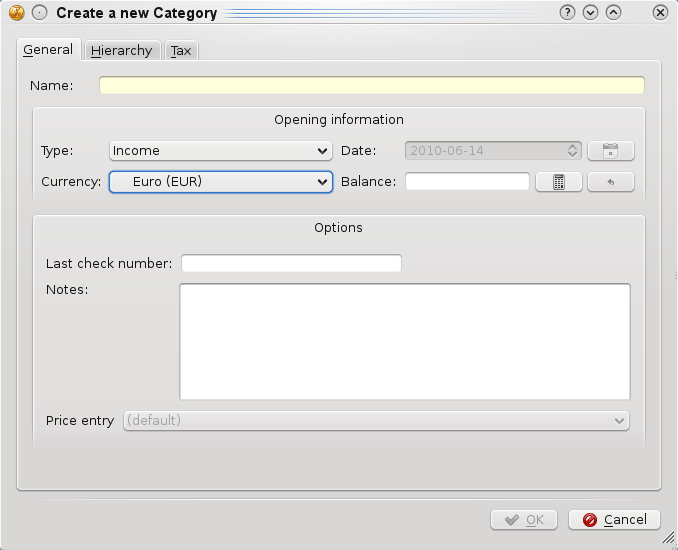 Create a new Category
General Hierarchy Tax
Name:
Opening information
Type: Income Date: 2010-06-14
Currency: Euro (EUR) Balance:
Options
Last check number:
Notes:
Price entry (default)
OK Cancel